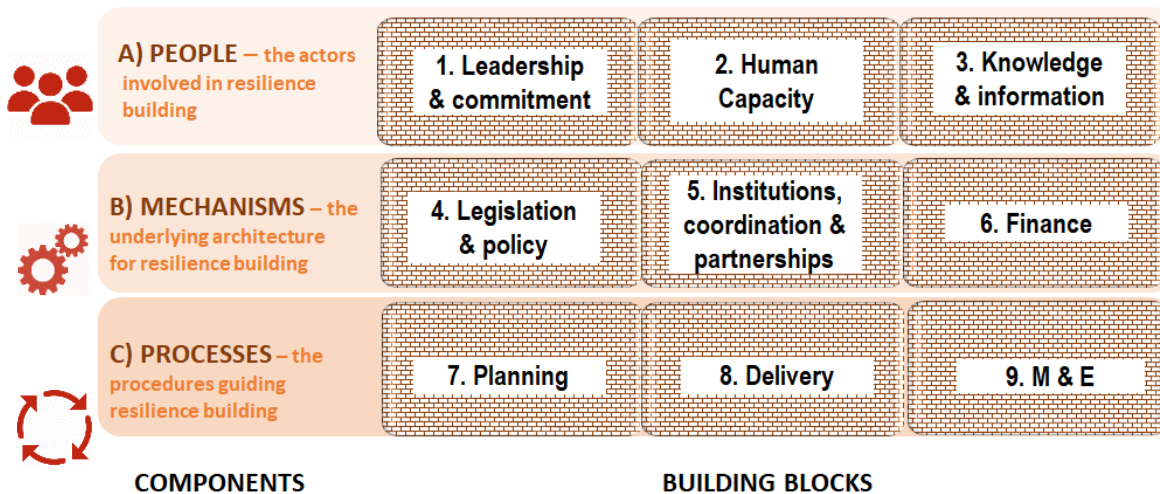 A) PEOPLE – the actors
involved in resilience
building
1. Leadership
& commitment
2. Human
Capacity
3. Knowledge
& information
B) MECHANISMS – the
underlying architecture
for resilience building
4. Legislation
& policy
5. Institutions,
coordination &
partnerships
6. Finance
C) PROCESSES – the
procedures guiding
resilience building
7. Planning
8. Delivery
9. M & E
COMPONENTS
BUILDING BLOCKS